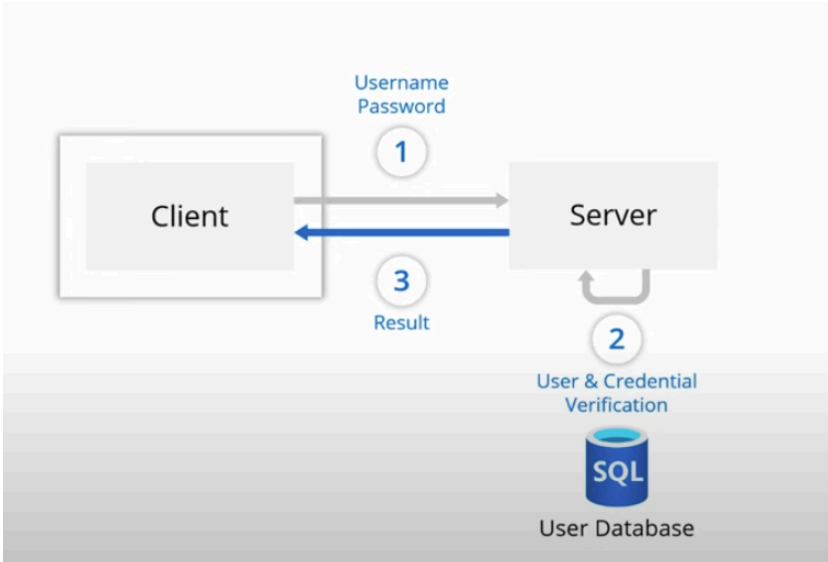 Username
Password
1
Client
Server
3
Result
2
User & Credential
Verification
SQL
User Database